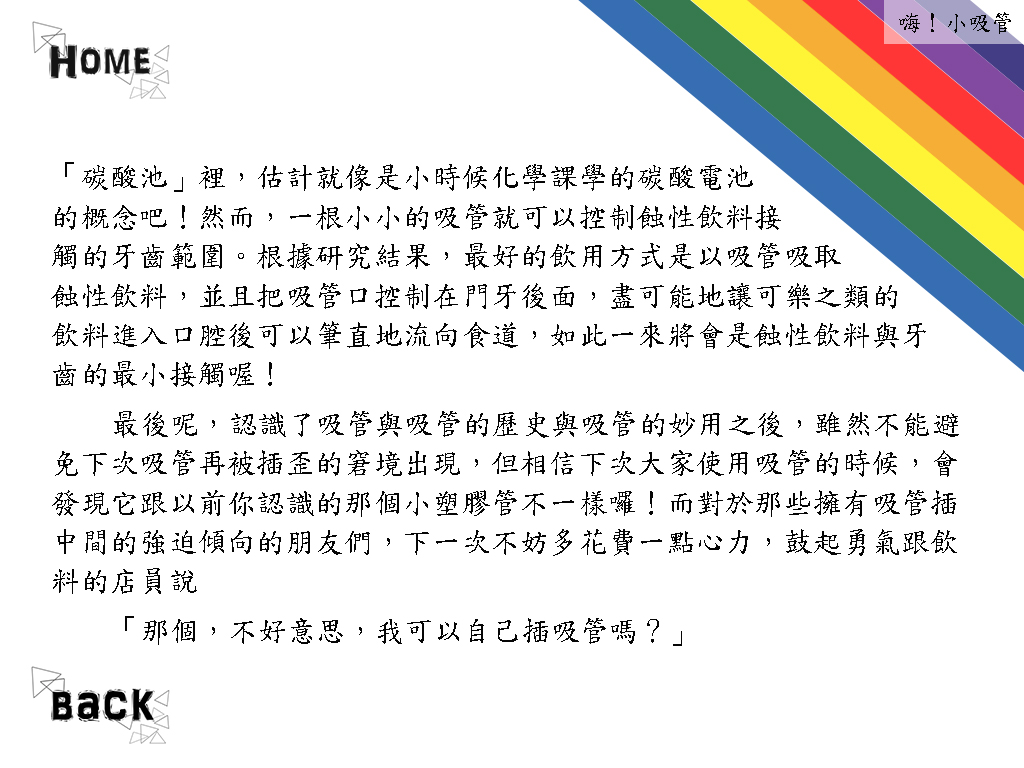 嗨！小吸管
HOME
「碳酸池」裡，估計就像是小時候化學課學的碳酸電池
的概念吧！然而，一根小小的吸管就可以控制蝕性飲料接
觸的牙齒範圍。根據研究結果，最好的飲用方式是以吸管吸取
蝕性飲料，並且把吸管口控制在門牙後面，盡可能地讓可樂之類的
飲料進入口腔後可以筆直地流向食道，如此一來將會是蝕性飲料與牙
齒的最小接觸喔！
最後呢，認識了吸管與吸管的歷史與吸管的妙用之後，雖然不能避
免下次吸管再被插歪的窘境出現，但相信下次大家使用吸管的時候，會
發現它跟以前你認識的那個小塑膠管不一樣囉！而對於那些擁有吸管插
中間的強迫傾向的朋友們，下一次不妨多花費一點心力，鼓起勇氣跟飲
料的店員說
「那個，不好意思，我可以自己插吸管嗎？」
BaCK